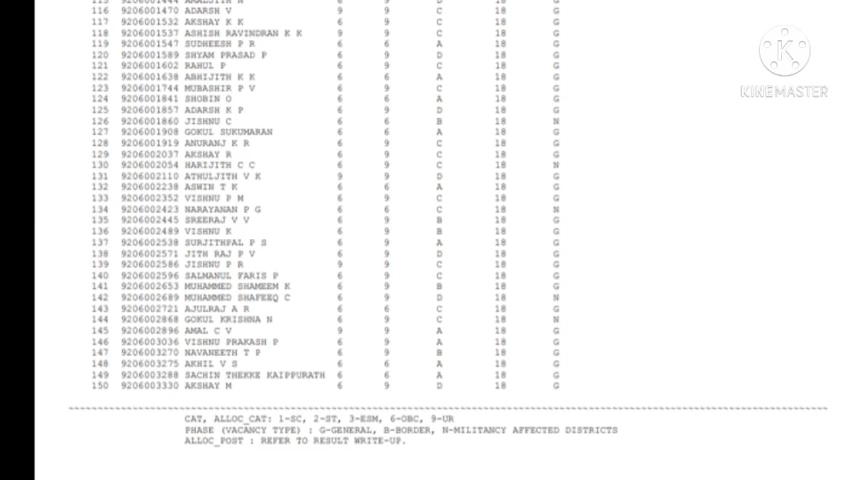 115 9206001444 AMALJITH N 6 9 D 18 G
116 9206001470 ADARSH V 9 9 C 18 G
117 9206001532 AKSHAY K K 6 9 C 18 G
118 9206001537 ASHISH RAVINDRAN K K 9 9 C 18 G
119 9206001547 SUDHEESH P R 6 6 A 18 G
120 9206001589 SHYAM PRASAD P 6 9 D 18 G
121 9206001602 RAHUL P 6 9 C 18 G
122 9206001638 ABHIJITH K K 6 6 A 18 G
123 9206001744 MUBASHIR P V 6 9 C 18 G
124 9206001841 SHOBIN O 6 6 A 18 G
125 9206001857 ADARSH K P 6 9 D 18 G
126 9206001860 JISHNU C 6 6 B 18 N
127 9206001908 GOKUL SUKUMARAN 6 6 A 18 G
128 9206001919 ANURANJ K R 6 9 C 18 G
129 9206002037 AKSHAY R 6 9 C 18 G
130 9206002054 HARIJITH C C 6 9 C 18 N
131 9206002110 ATHULJITH V K 9 9 D 18 G
132 9206002238 ASWIN T K 6 6 A 18 G
133 9206002352 VISHNU P M 6 9 C 18 G
134 9206002423 NARAYANAN P G 6 6 C 18 N
135 9206002445 SREERAJ V V 6 9 B 18 G
136 9206002489 VISHNU K 6 9 B 18 G
137 9206002538 SURJITHPAL P S 6 9 A 18 G
138 9206002571 JITH RAJ P V 6 9 D 18 G
139 9206002586 JISHNU P R 9 9 C 18 G
140 9206002596 SALMANUL FARIS P 6 9 C 18 G
141 9206002653 MUHAMMED SHAMEEM K 6 9 B 18 G
142 9206002689 MUHAMMED SHAFEEQ C 6 9 D 18 N
143 9206002721 AJULRAJ A R 6 6 C 18 G
144 9206002868 GOKUL KRISHNA N 6 9 C 18 N
145 9206002896 AMAL C V 9 9 A 18 G
146 9206003036 VISHNU PRAKASH P 6 9 A 18 G
147 9206003270 NAVANEETH T P 6 9 B 18 G
148 9206003275 AKHIL V S 6 6 A 18 G
149 9206003288 SACHIN THEKKE KAIPPURATH 6 6 A 18 G
150 9206003330 AKSHAY M 6 9 D 18 G
CAT, ALLOC_CAT: 1-SC, 2-ST, 3-ESM, 6-OBC, 9-UR
PHASE (VACANCY TYPE) : G-GENERAL, B-BORDER, N-MILITANCY AFFECTED DISTRICTS
ALLOC_POST : REFER TO RESULT WRITE-UP.
K
KINEMASTER